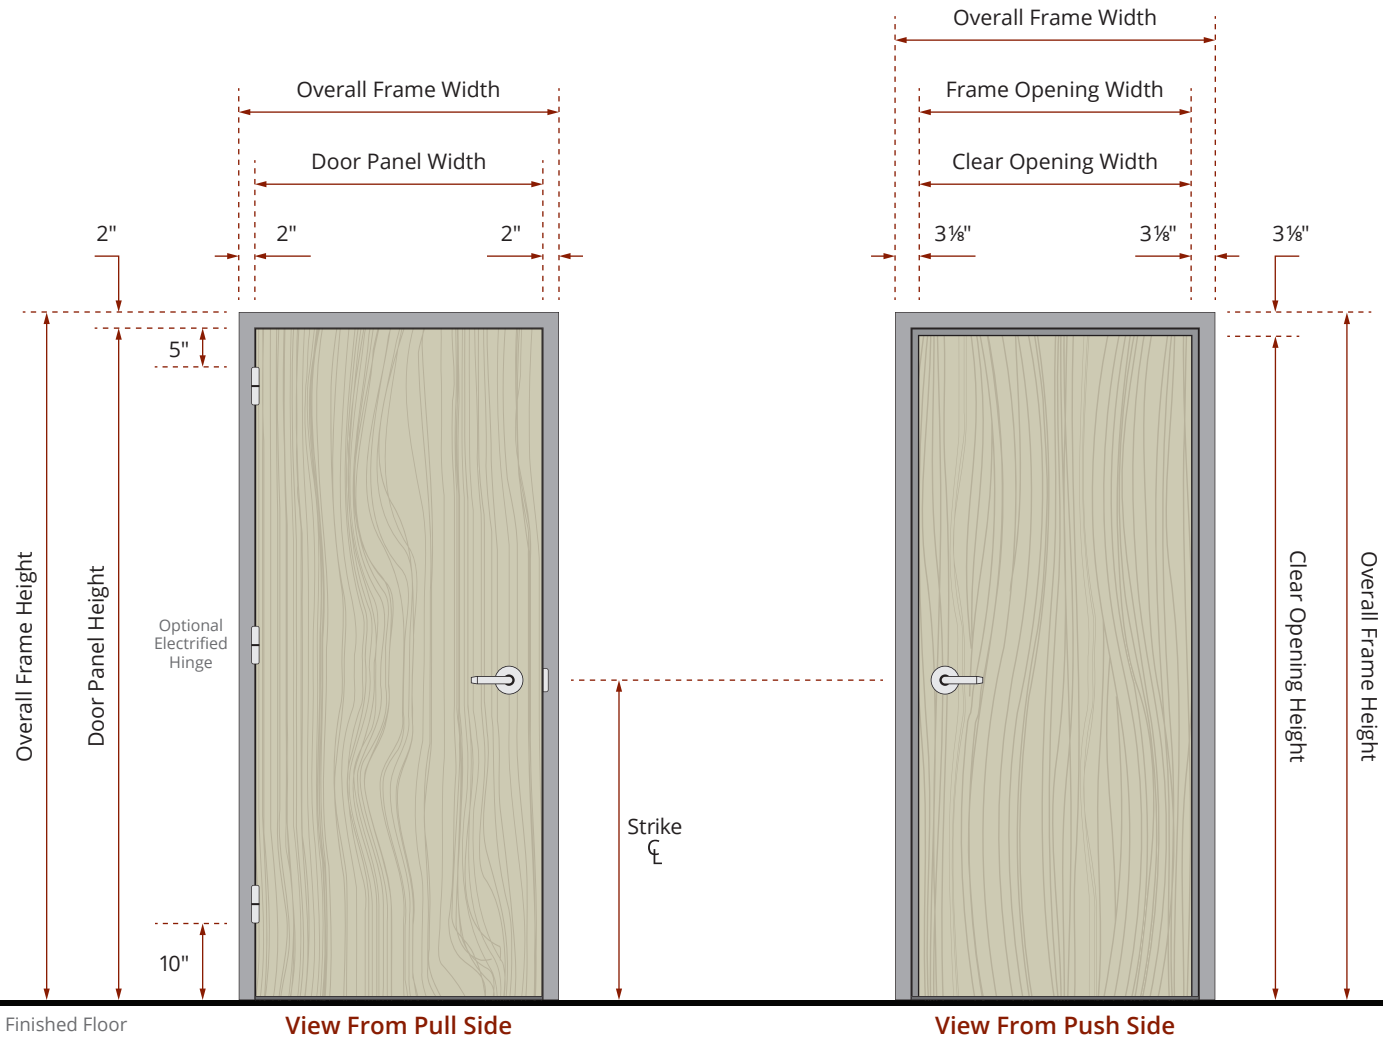 Overall Frame Width
Overall Frame Width
Frame Opening Width
Door Panel Width
Clear Opening Width
2"
2"
2"
3⅛"
3⅛"
3⅛"
5"
Overall Frame Height
Door Panel Height
Optional
Electrified
Hinge
Clear Opening Height
Overall Frame Height
Strike
℄
10"
Finished Floor
View From Pull Side
View From Push Side